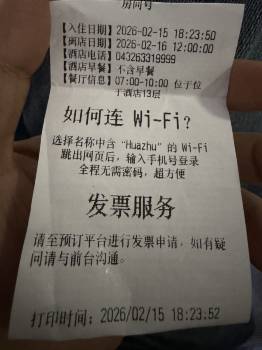 房间号
【入住日期】2026-02-15 18:23:50
【离店日期】2026-02-16 12:00:00
【酒店电话】043263319999
【酒店早餐】不含早餐
【餐厅信息】07:00-10:00 位于位
于酒店13层
如何连 Wi-Fi?
选择名称中含“Huazhu”的 Wi-Fi
跳出网页后，输入手机号登录
全程无需密码，超方便
发票服务
请至预订平台进行发票申请，如有疑
问请与前台沟通。
打印时间：2026/02/15 18:23:52